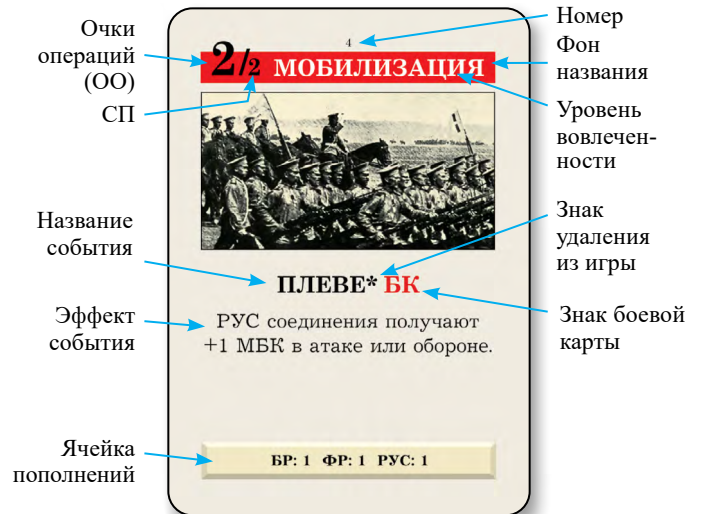 Очки
операций
(ОО)
СП
Название
события
Эффект
события
Ячейка
пополнений
4
2/2 МОБИЛИЗАЦИЯ
ПЛЕВЕ* БК
РУС соединения получают
+1 МБК в атаке или обороне.
БР: 1 ФР: 1 РУС: 1
Номер
Фон
названия
Уровень
вовлечен-
ности
Знак
удаления
из игры
Знак боевой
карты